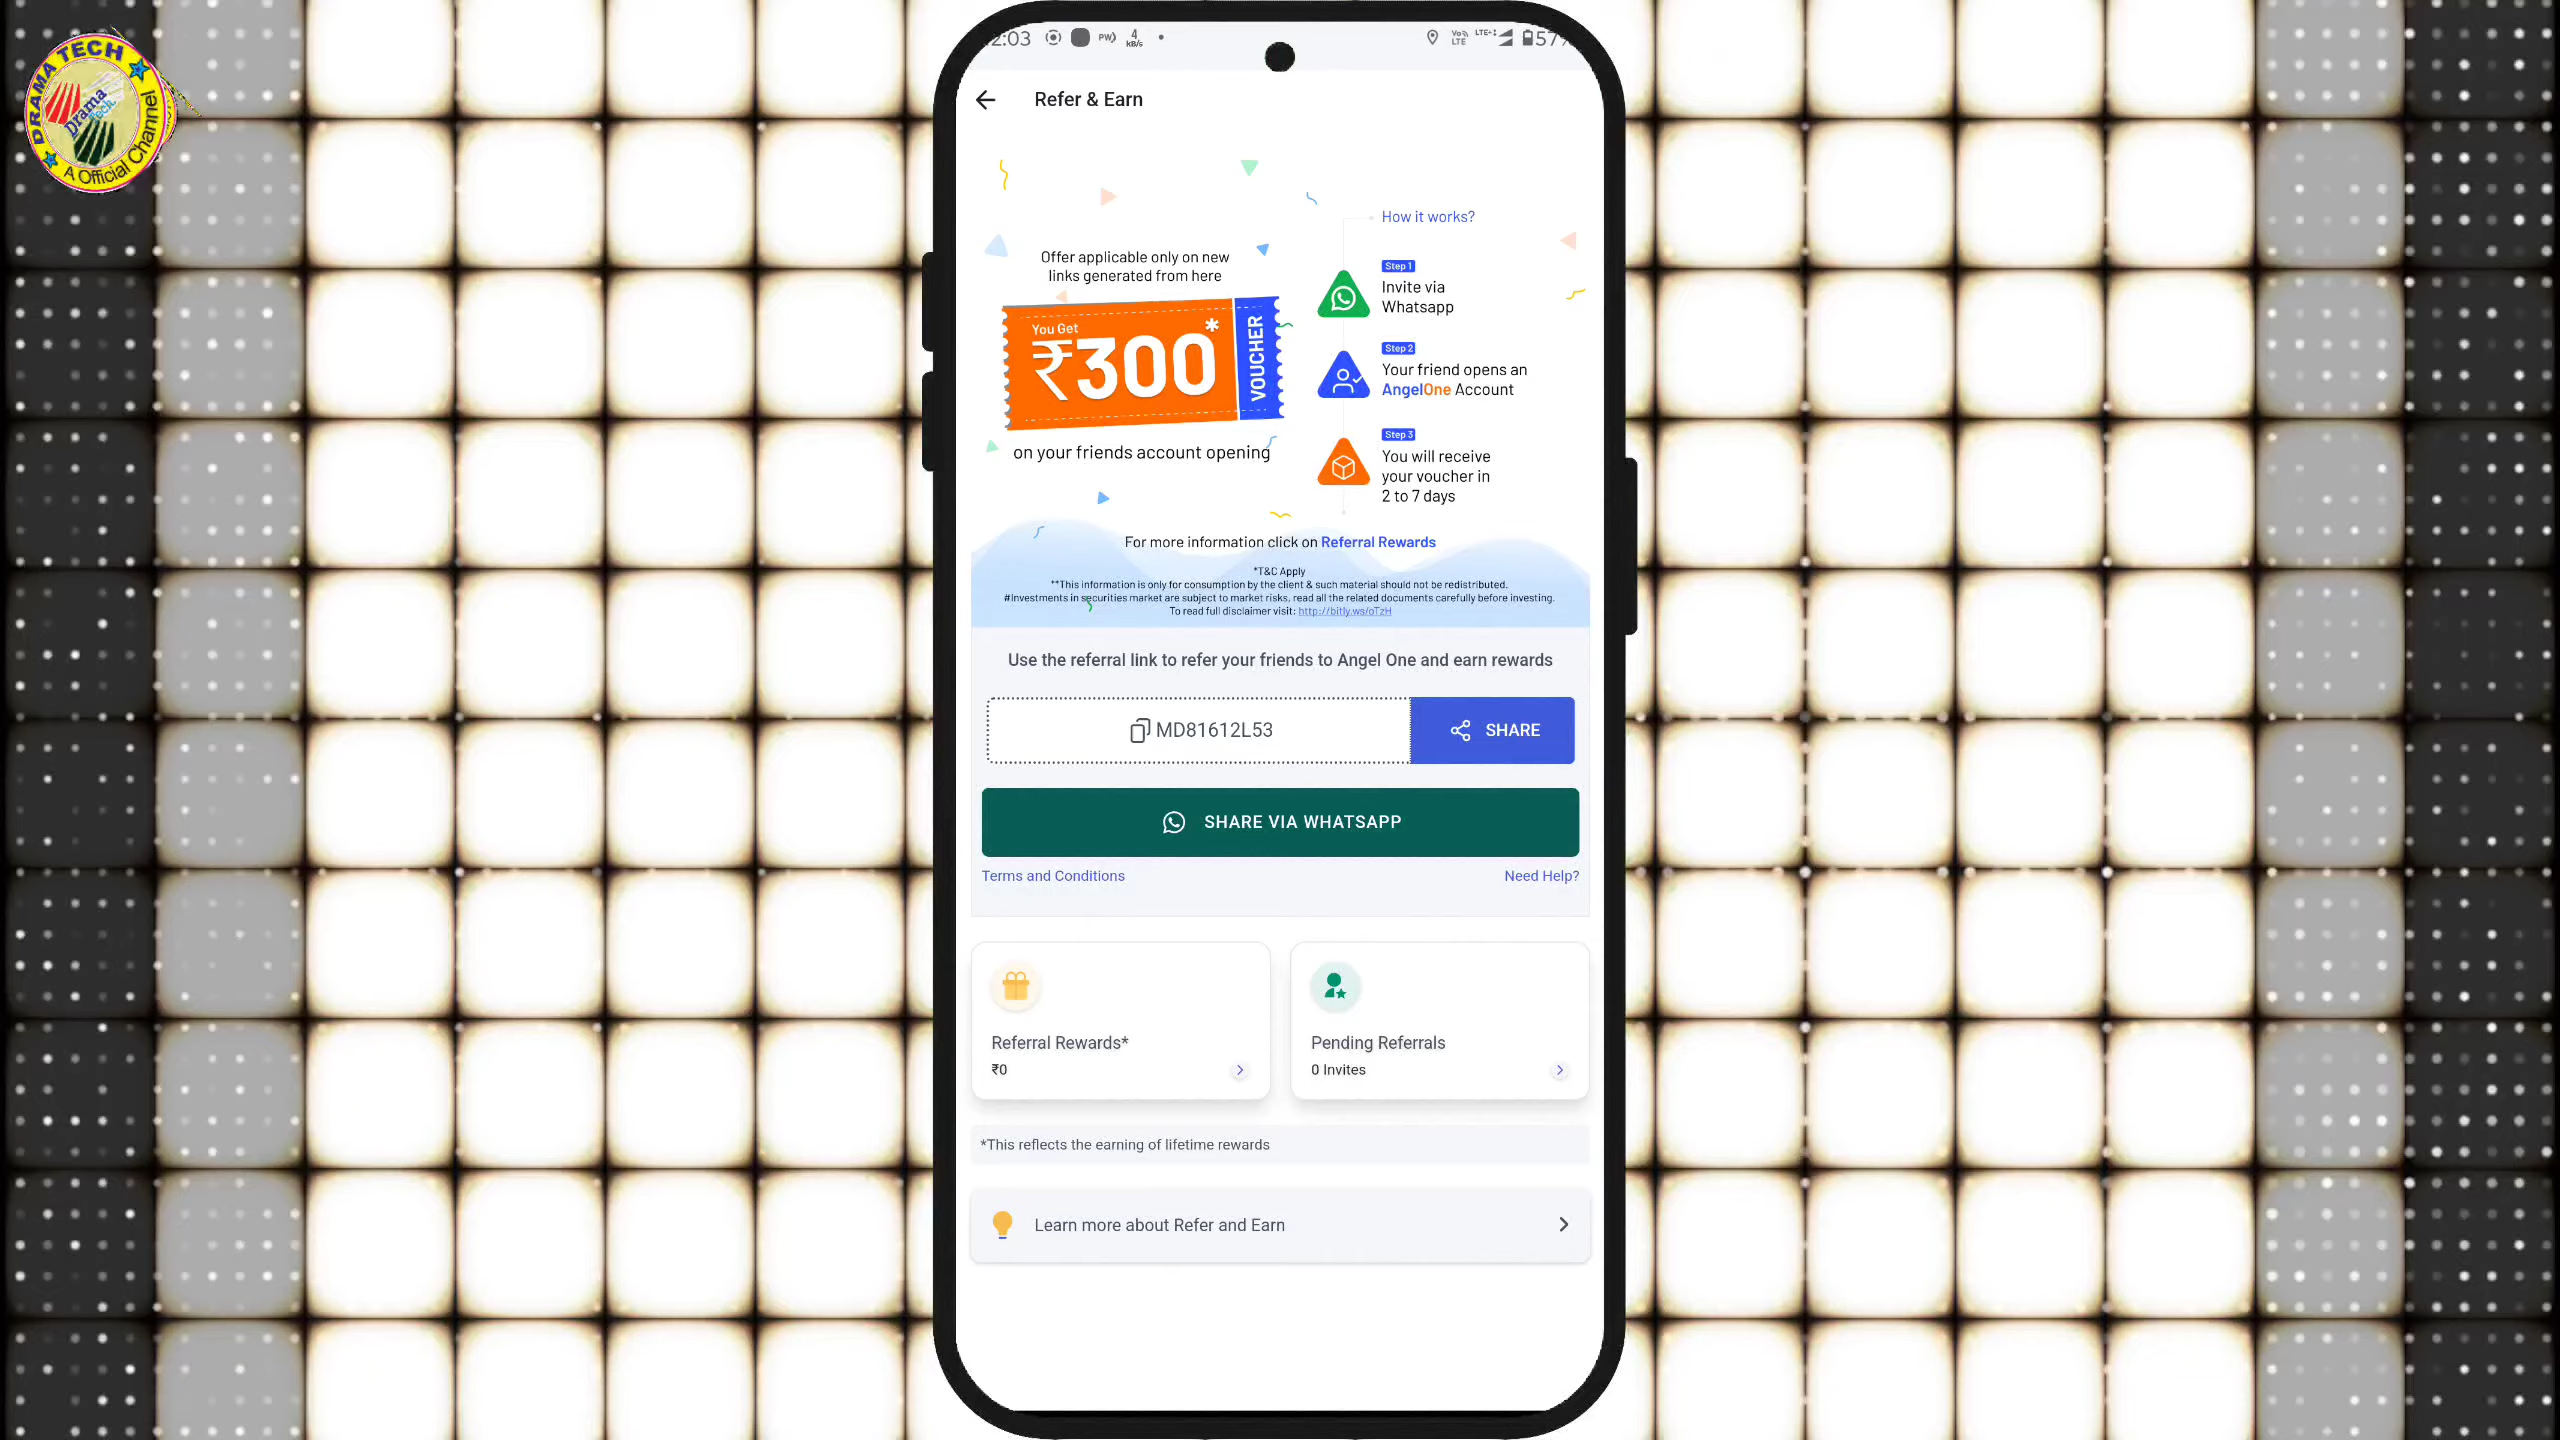 DRAMA TECH
Drama
Tech
A Official Channel
2:03
PW)
4
KB/s
Vo))
LTE
LTE+
57%
Refer & Earn
Offer applicable only on new
links generated from here
You Get
₹300*
VOUCHER
on your friends account opening
How it works?
Step 1
Invite via
Whatsapp
Step 2
Your friend opens an
AngelOne Account
Step 3
You will receive
your voucher in
2 to 7 days
For more information click on Referral Rewards
*T&C Apply
**This information is only for consumption by the client & such material should not be redistributed.
#Investments in securities market are subject to market risks, read all the related documents carefully before investing.
To read full disclaimer visit: http://bitly.ws/oTzH
Use the referral link to refer your friends to Angel One and earn rewards
MD81612L53
SHARE
SHARE VIA WHATSAPP
Terms and Conditions
Need Help?
Referral Rewards*
₹0
Pending Referrals
0 Invites
*This reflects the earning of lifetime rewards
Learn more about Refer and Earn